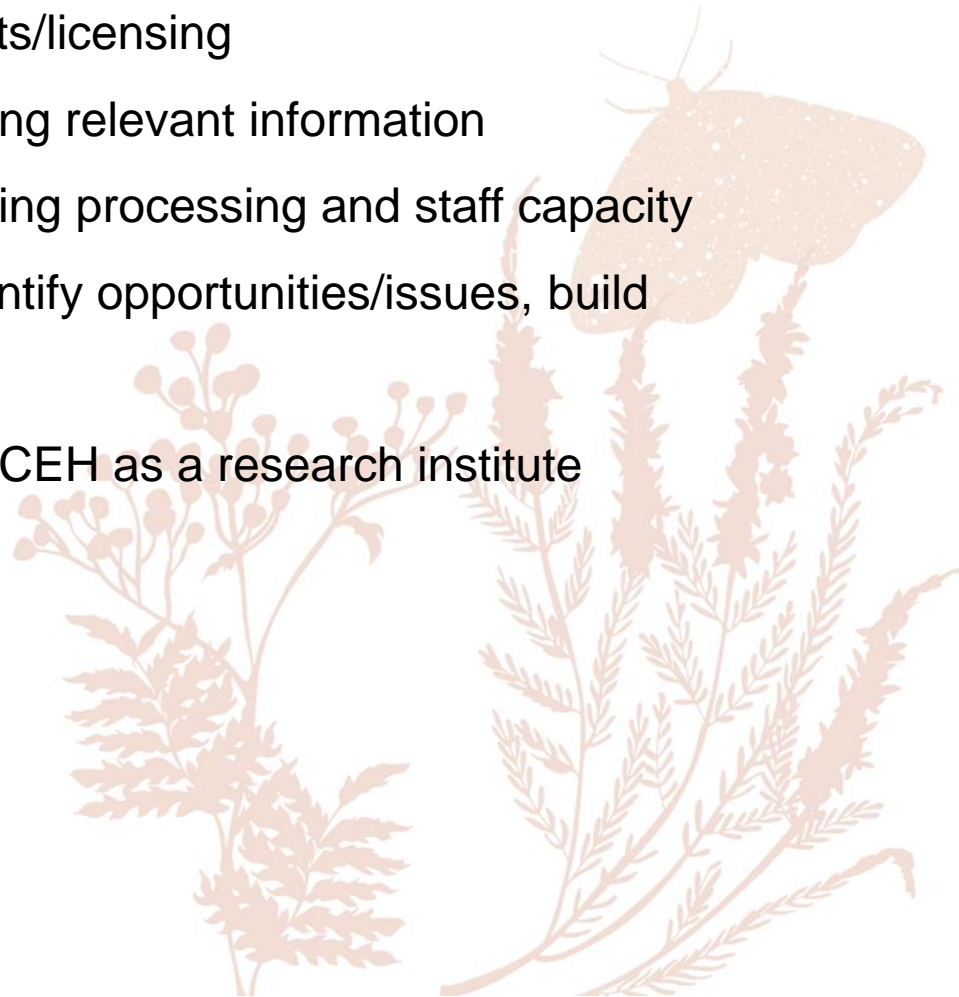 ts/licensing
ng relevant information
ing processing and staff capacity
ntify opportunities/issues, build
CEH as a research institute